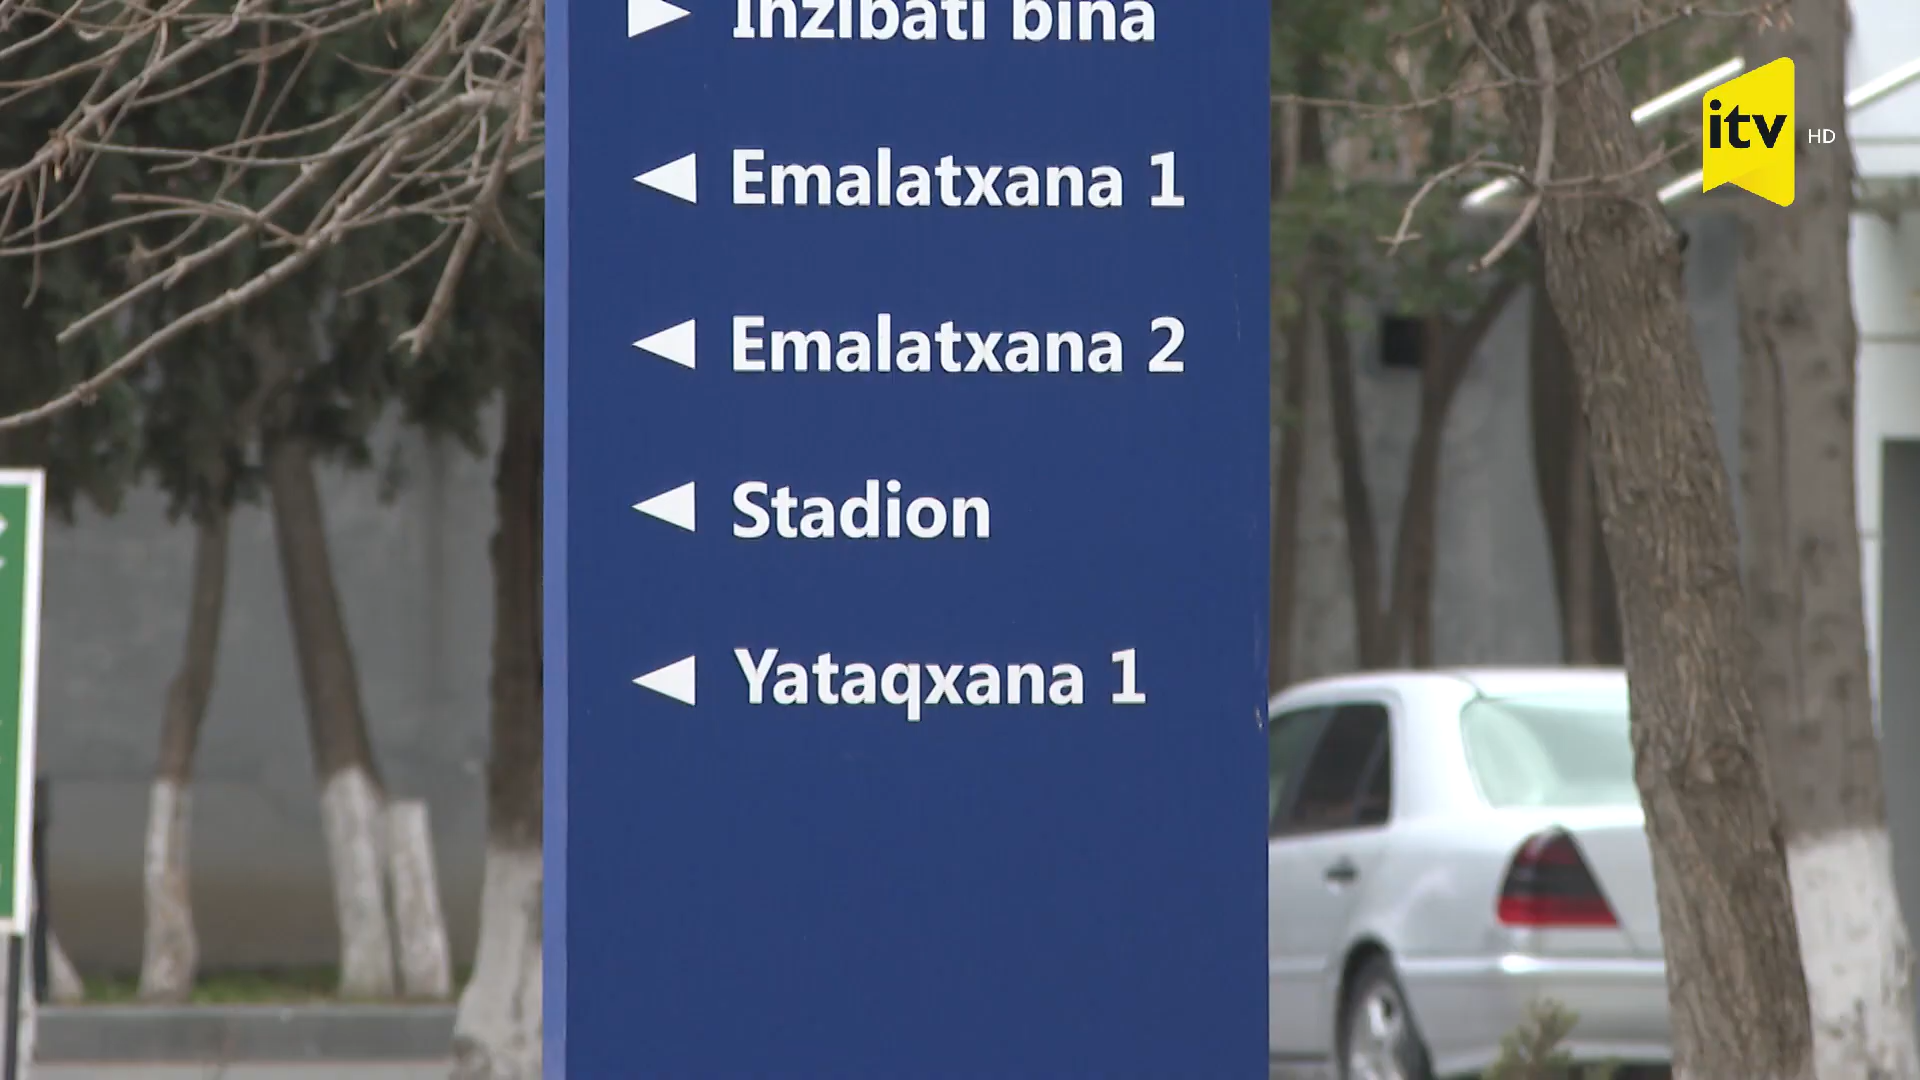 İnzibati bina
Emalatxana 1
Emalatxana 2
Stadion
Yataqxana 1
itv HD